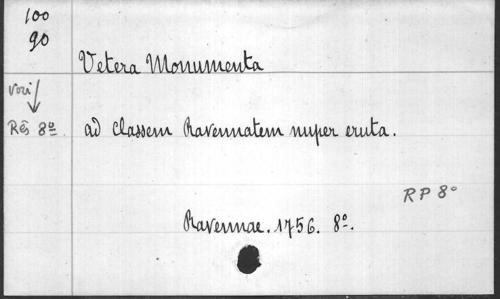 100
90
Vetera Monumenta
voir
Rés 8º
ad classem Ravennatem nuper eruta.
RP 8º
Ravennae. 1756. 8º.